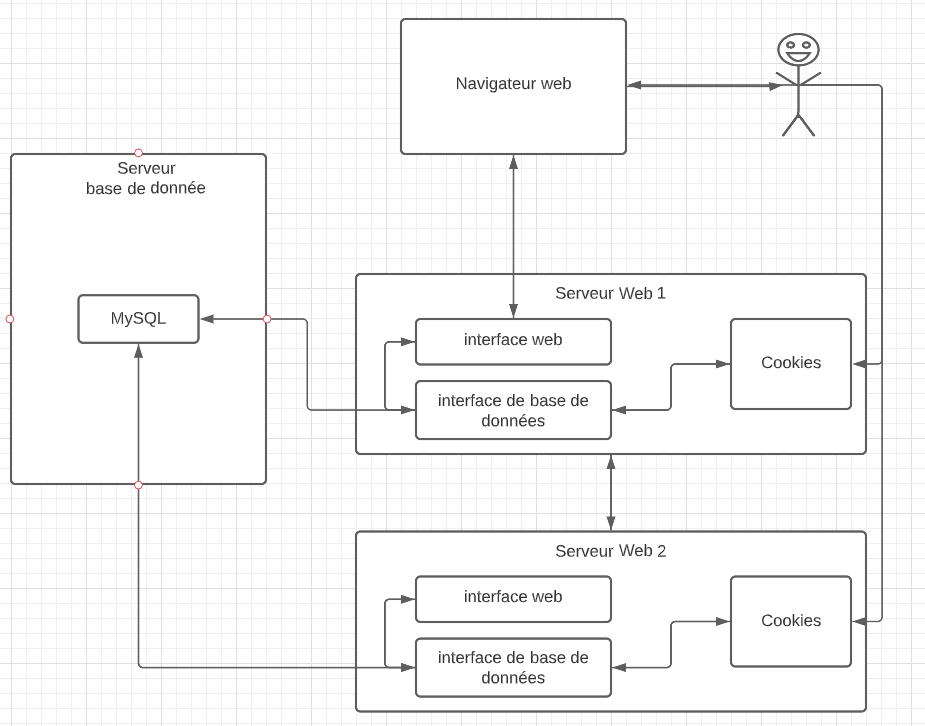 Navigateur web
Serveur
base de donnée
MySQL
Serveur Web 1
interface web
Cookies
interface de base de
données
Serveur Web 2
interface web
Cookies
interface de base de
données